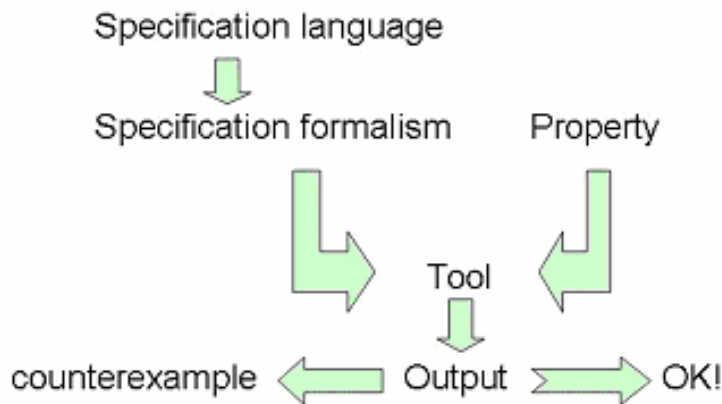 Specification language
Specification formalism Property
Tool
counterexample Output OK!